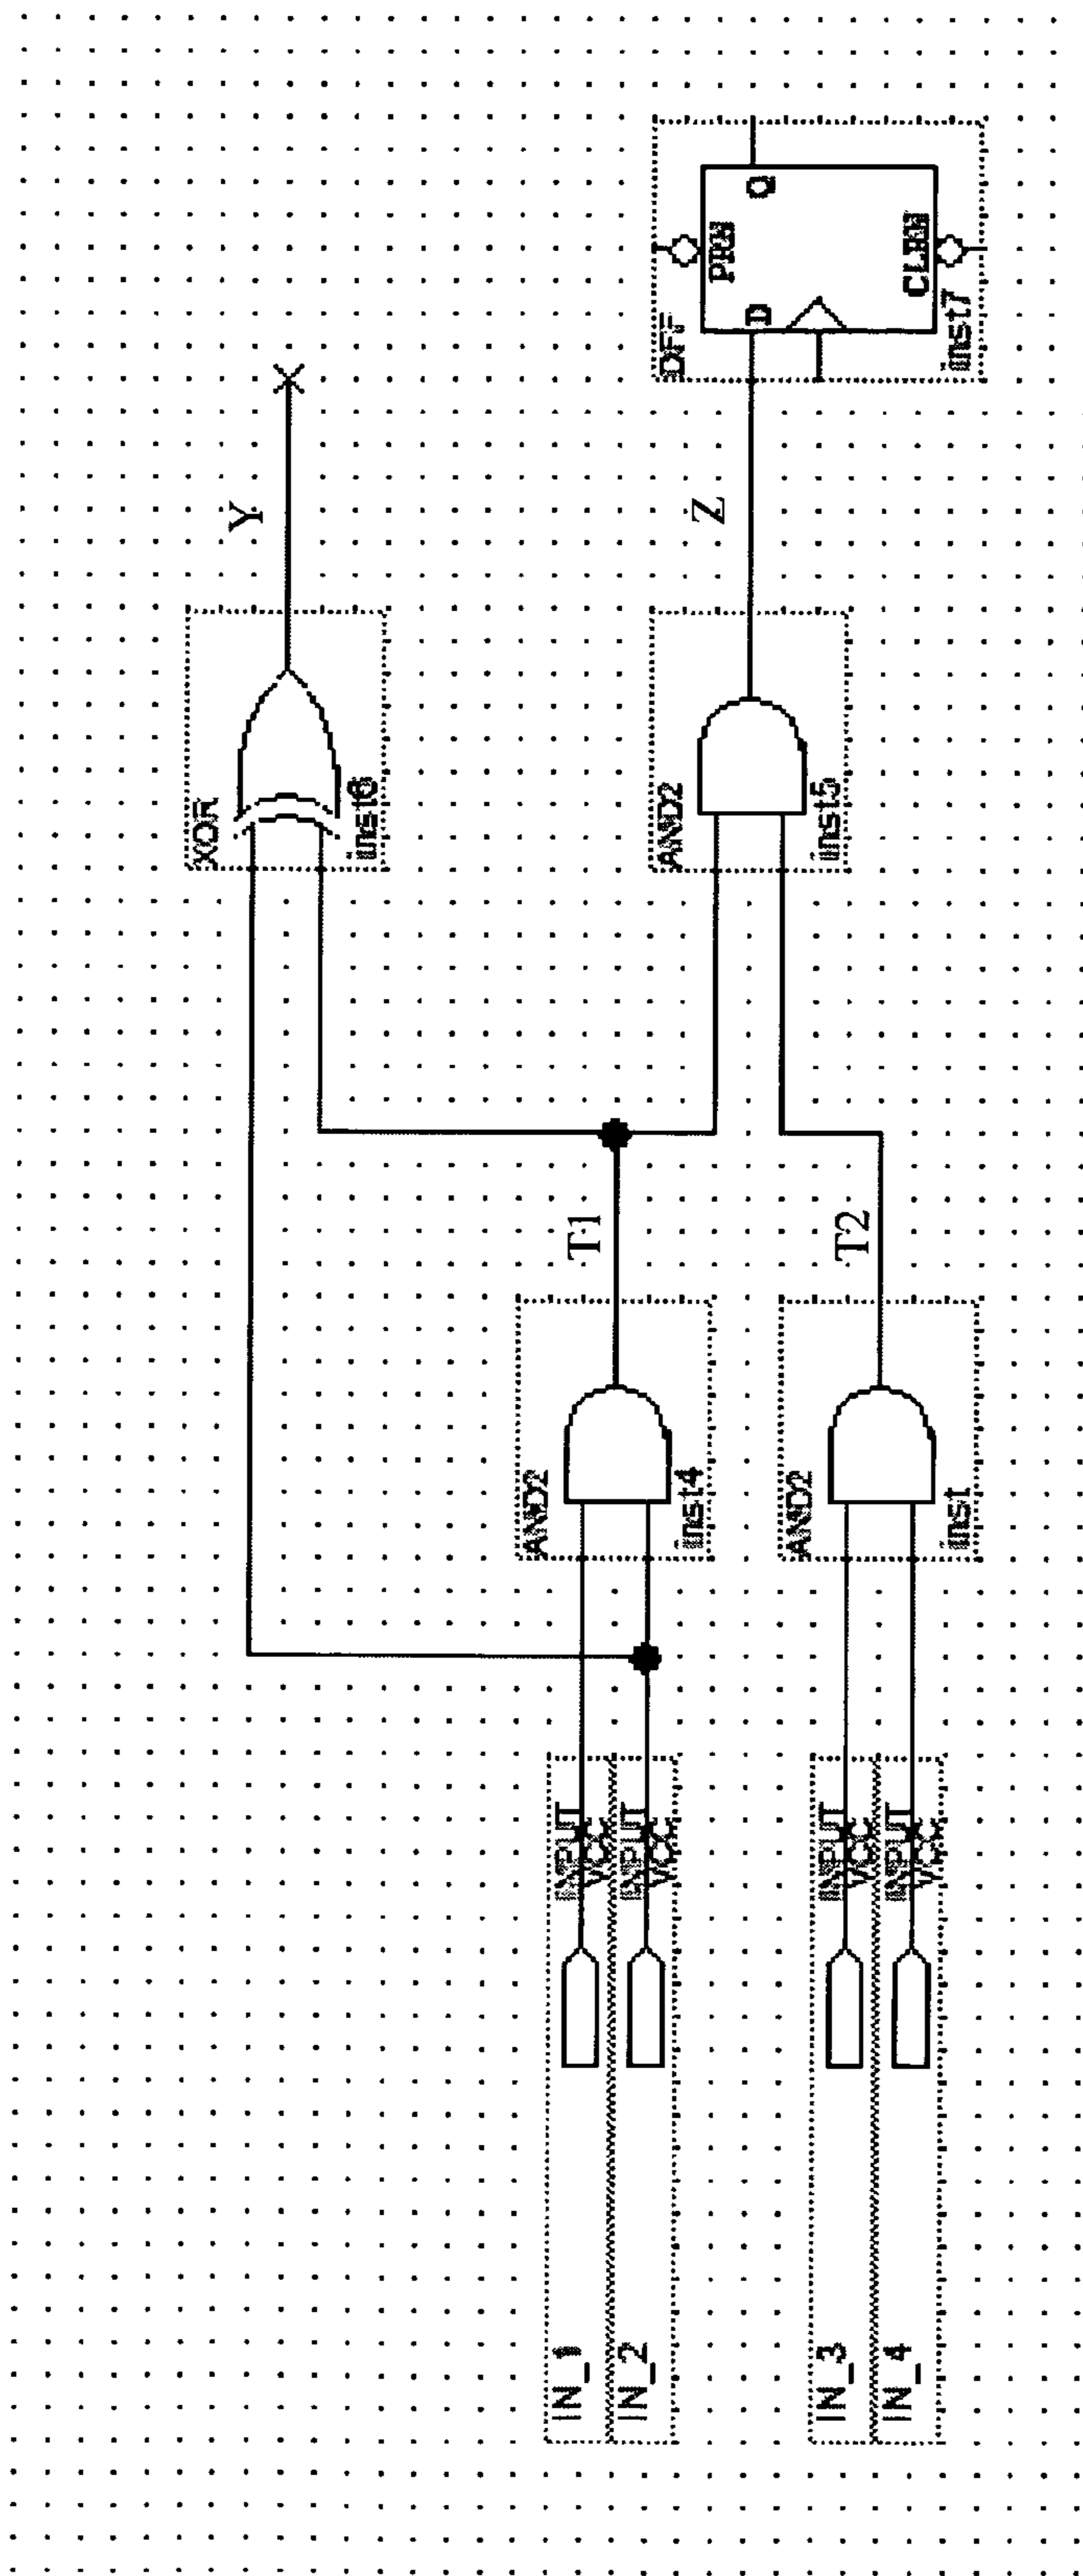 XOR
inst6
Y
AND2
inst4
T1
AND2
inst5
Z
DFF
D
PRN
Q
CLRN
inst7
AND2
inst
T2
IN_1
INPUT
VCC
IN_2
INPUT
VCC
IN_3
INPUT
VCC
IN_4
INPUT
VCC